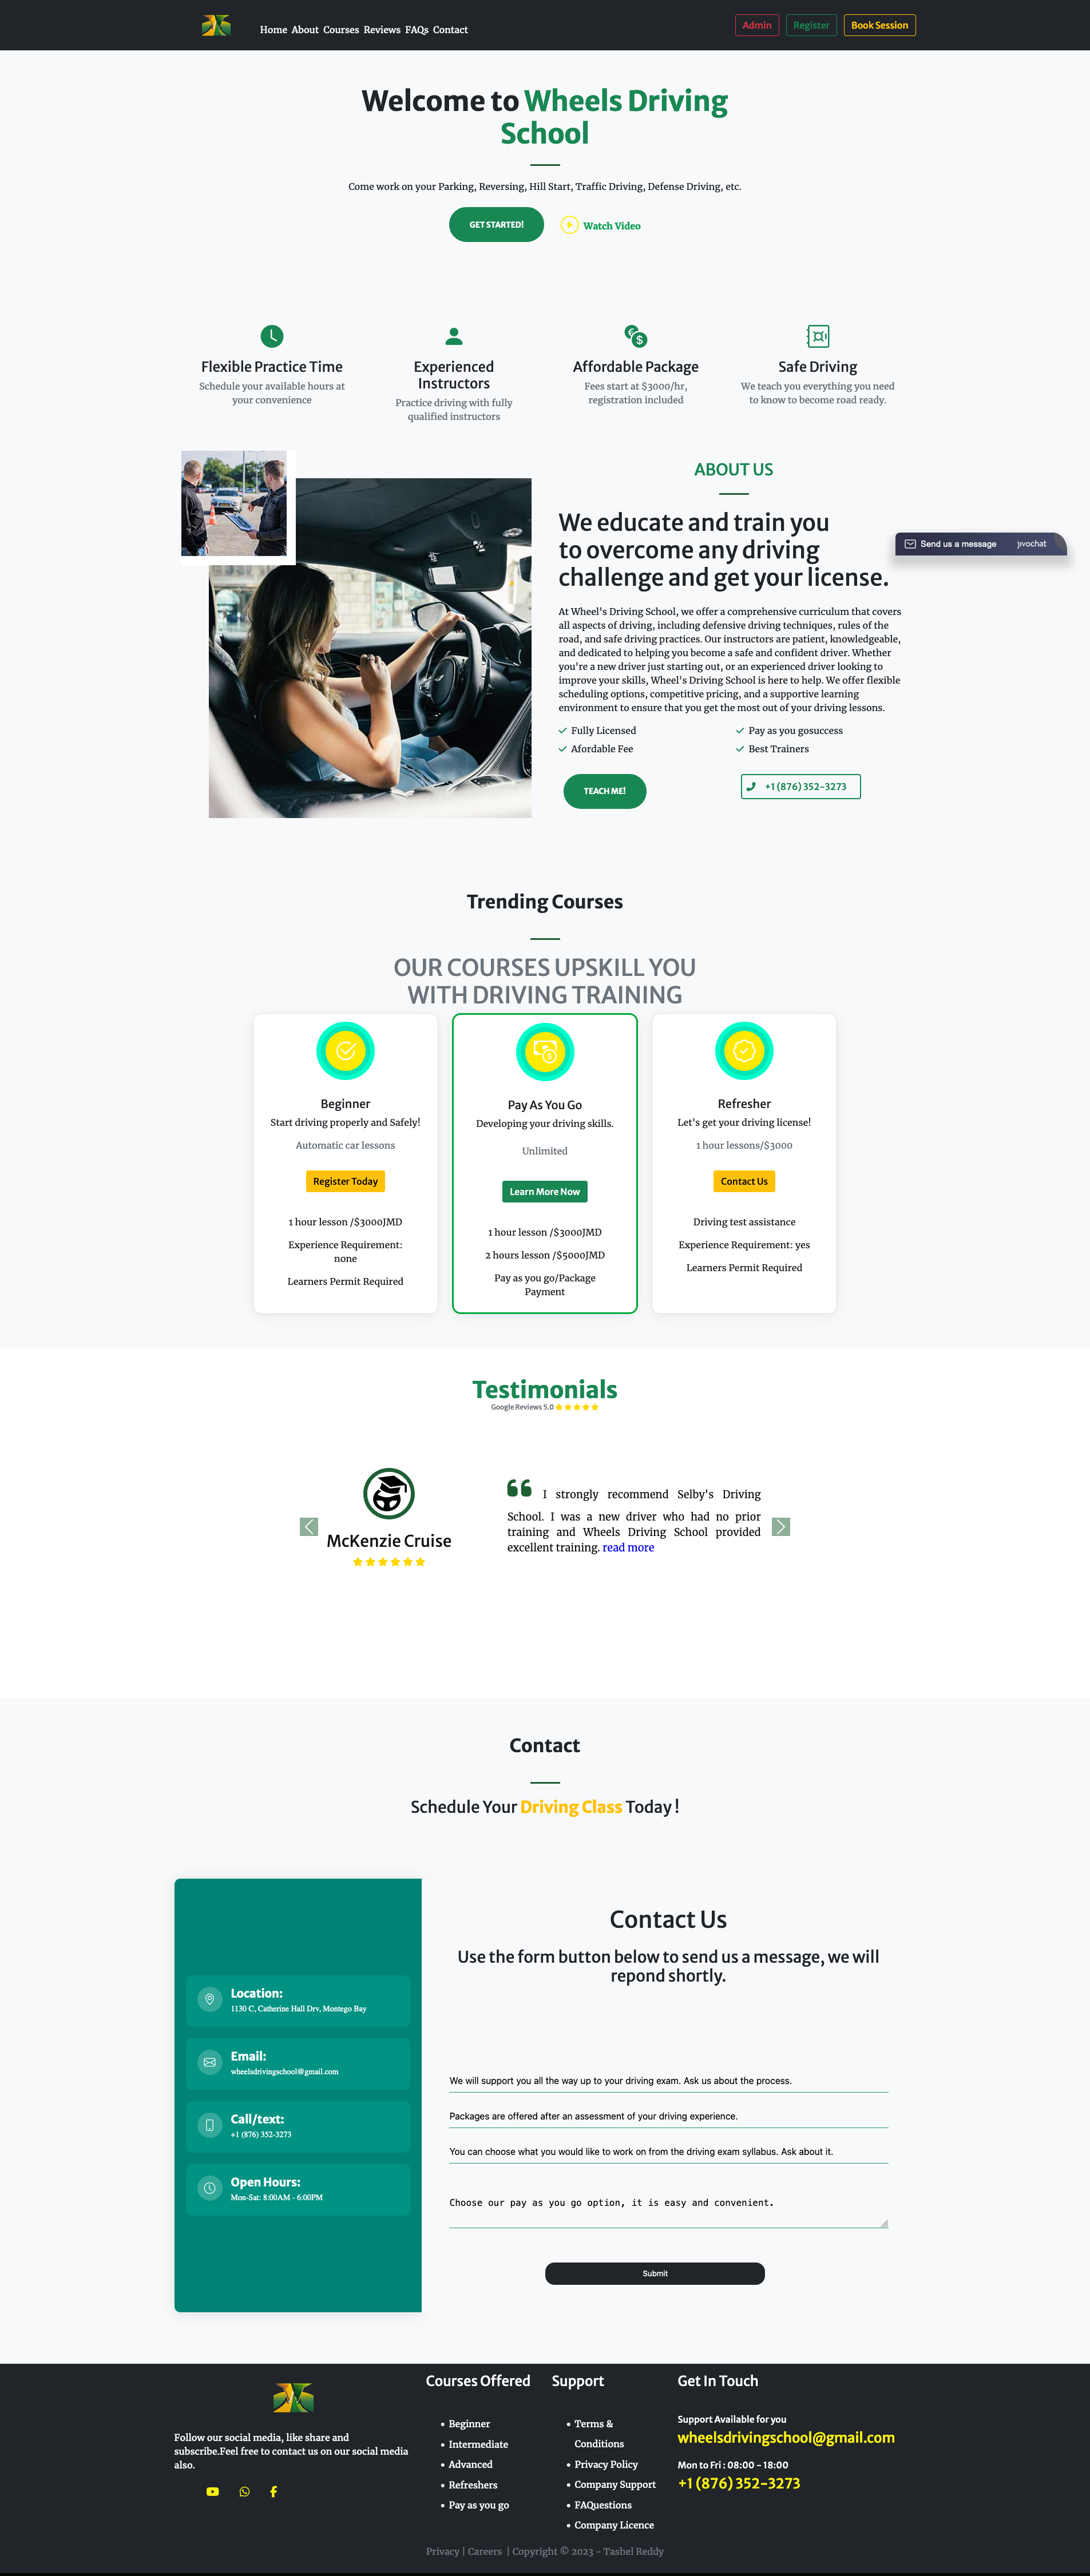 Home About Courses Reviews FAQs Contact
Admin Register Book Session
Welcome to Wheels Driving
School
Come work on your Parking, Reversing, Hill Start, Traffic Driving, Defense Driving, etc.
GET STARTED! Watch Video
Flexible Practice Time
Schedule your available hours at
your convenience
Experienced
Instructors
Practice driving with fully
qualified instructors
Affordable Package
Fees start at $3000/hr,
registration included
Safe Driving
We teach you everything you need
to know to become road ready.
ABOUT US
We educate and train you
to overcome any driving
challenge and get your license.
Send us a message jivochat
At Wheel's Driving School, we offer a comprehensive curriculum that covers
all aspects of driving, including defensive driving techniques, rules of the
road, and safe driving practices. Our instructors are patient, knowledgeable,
and dedicated to helping you become a safe and confident driver. Whether
you're a new driver just starting out, or an experienced driver looking to
improve your skills, Wheel's Driving School is here to help. We offer flexible
scheduling options, competitive pricing, and a supportive learning
environment to ensure that you get the most out of your driving lessons.
Fully Licensed
Pay as you gosuccess
Afordable Fee
Best Trainers
TEACH ME!
+1 (876) 352-3273
Trending Courses
OUR COURSES UPSKILL YOU
WITH DRIVING TRAINING
Beginner
Start driving properly and Safely!
Automatic car lessons
Register Today
1 hour lesson /$3000JMD
Experience Requirement:
none
Learners Permit Required
Pay As You Go
Developing your driving skills.
Unlimited
Learn More Now
1 hour lesson /$3000JMD
2 hours lesson /$5000JMD
Pay as you go/Package
Payment
Refresher
Let's get your driving license!
1 hour lessons/$3000
Contact Us
Driving test assistance
Experience Requirement: yes
Learners Permit Required
Testimonials
Google Reviews 5.0
McKenzie Cruise
I strongly recommend Selby's Driving
School. I was a new driver who had no prior
training and Wheels Driving School provided
excellent training. read more
Contact
Schedule Your Driving Class Today !
Location:
1130 C, Catherine Hall Drv, Montego Bay
Email:
wheelsdrivingschool@gmail.com
Call/text:
+1 (876) 352-3273
Open Hours:
Mon-Sat: 8:00AM - 6:00PM
Contact Us
Use the form button below to send us a message, we will
repond shortly.
We will support you all the way up to your driving exam. Ask us about the process.
Packages are offered after an assessment of your driving experience.
You can choose what you would like to work on from the driving exam syllabus. Ask about it.
Choose our pay as you go option, it is easy and convenient.
Submit
Follow our social media, like share and
subscribe.Feel free to contact us on our social media
also.
Courses Offered
Beginner
Intermediate
Advanced
Refreshers
Pay as you go
Support
Terms &
Conditions
Privacy Policy
Company Support
FAQuestions
Company Licence
Get In Touch
Support Available for you
wheelsdrivingschool@gmail.com
Mon to Fri : 08:00 - 18:00
+1 (876) 352-3273
Privacy | Careers | Copyright © 2023 - Tashel Reddy